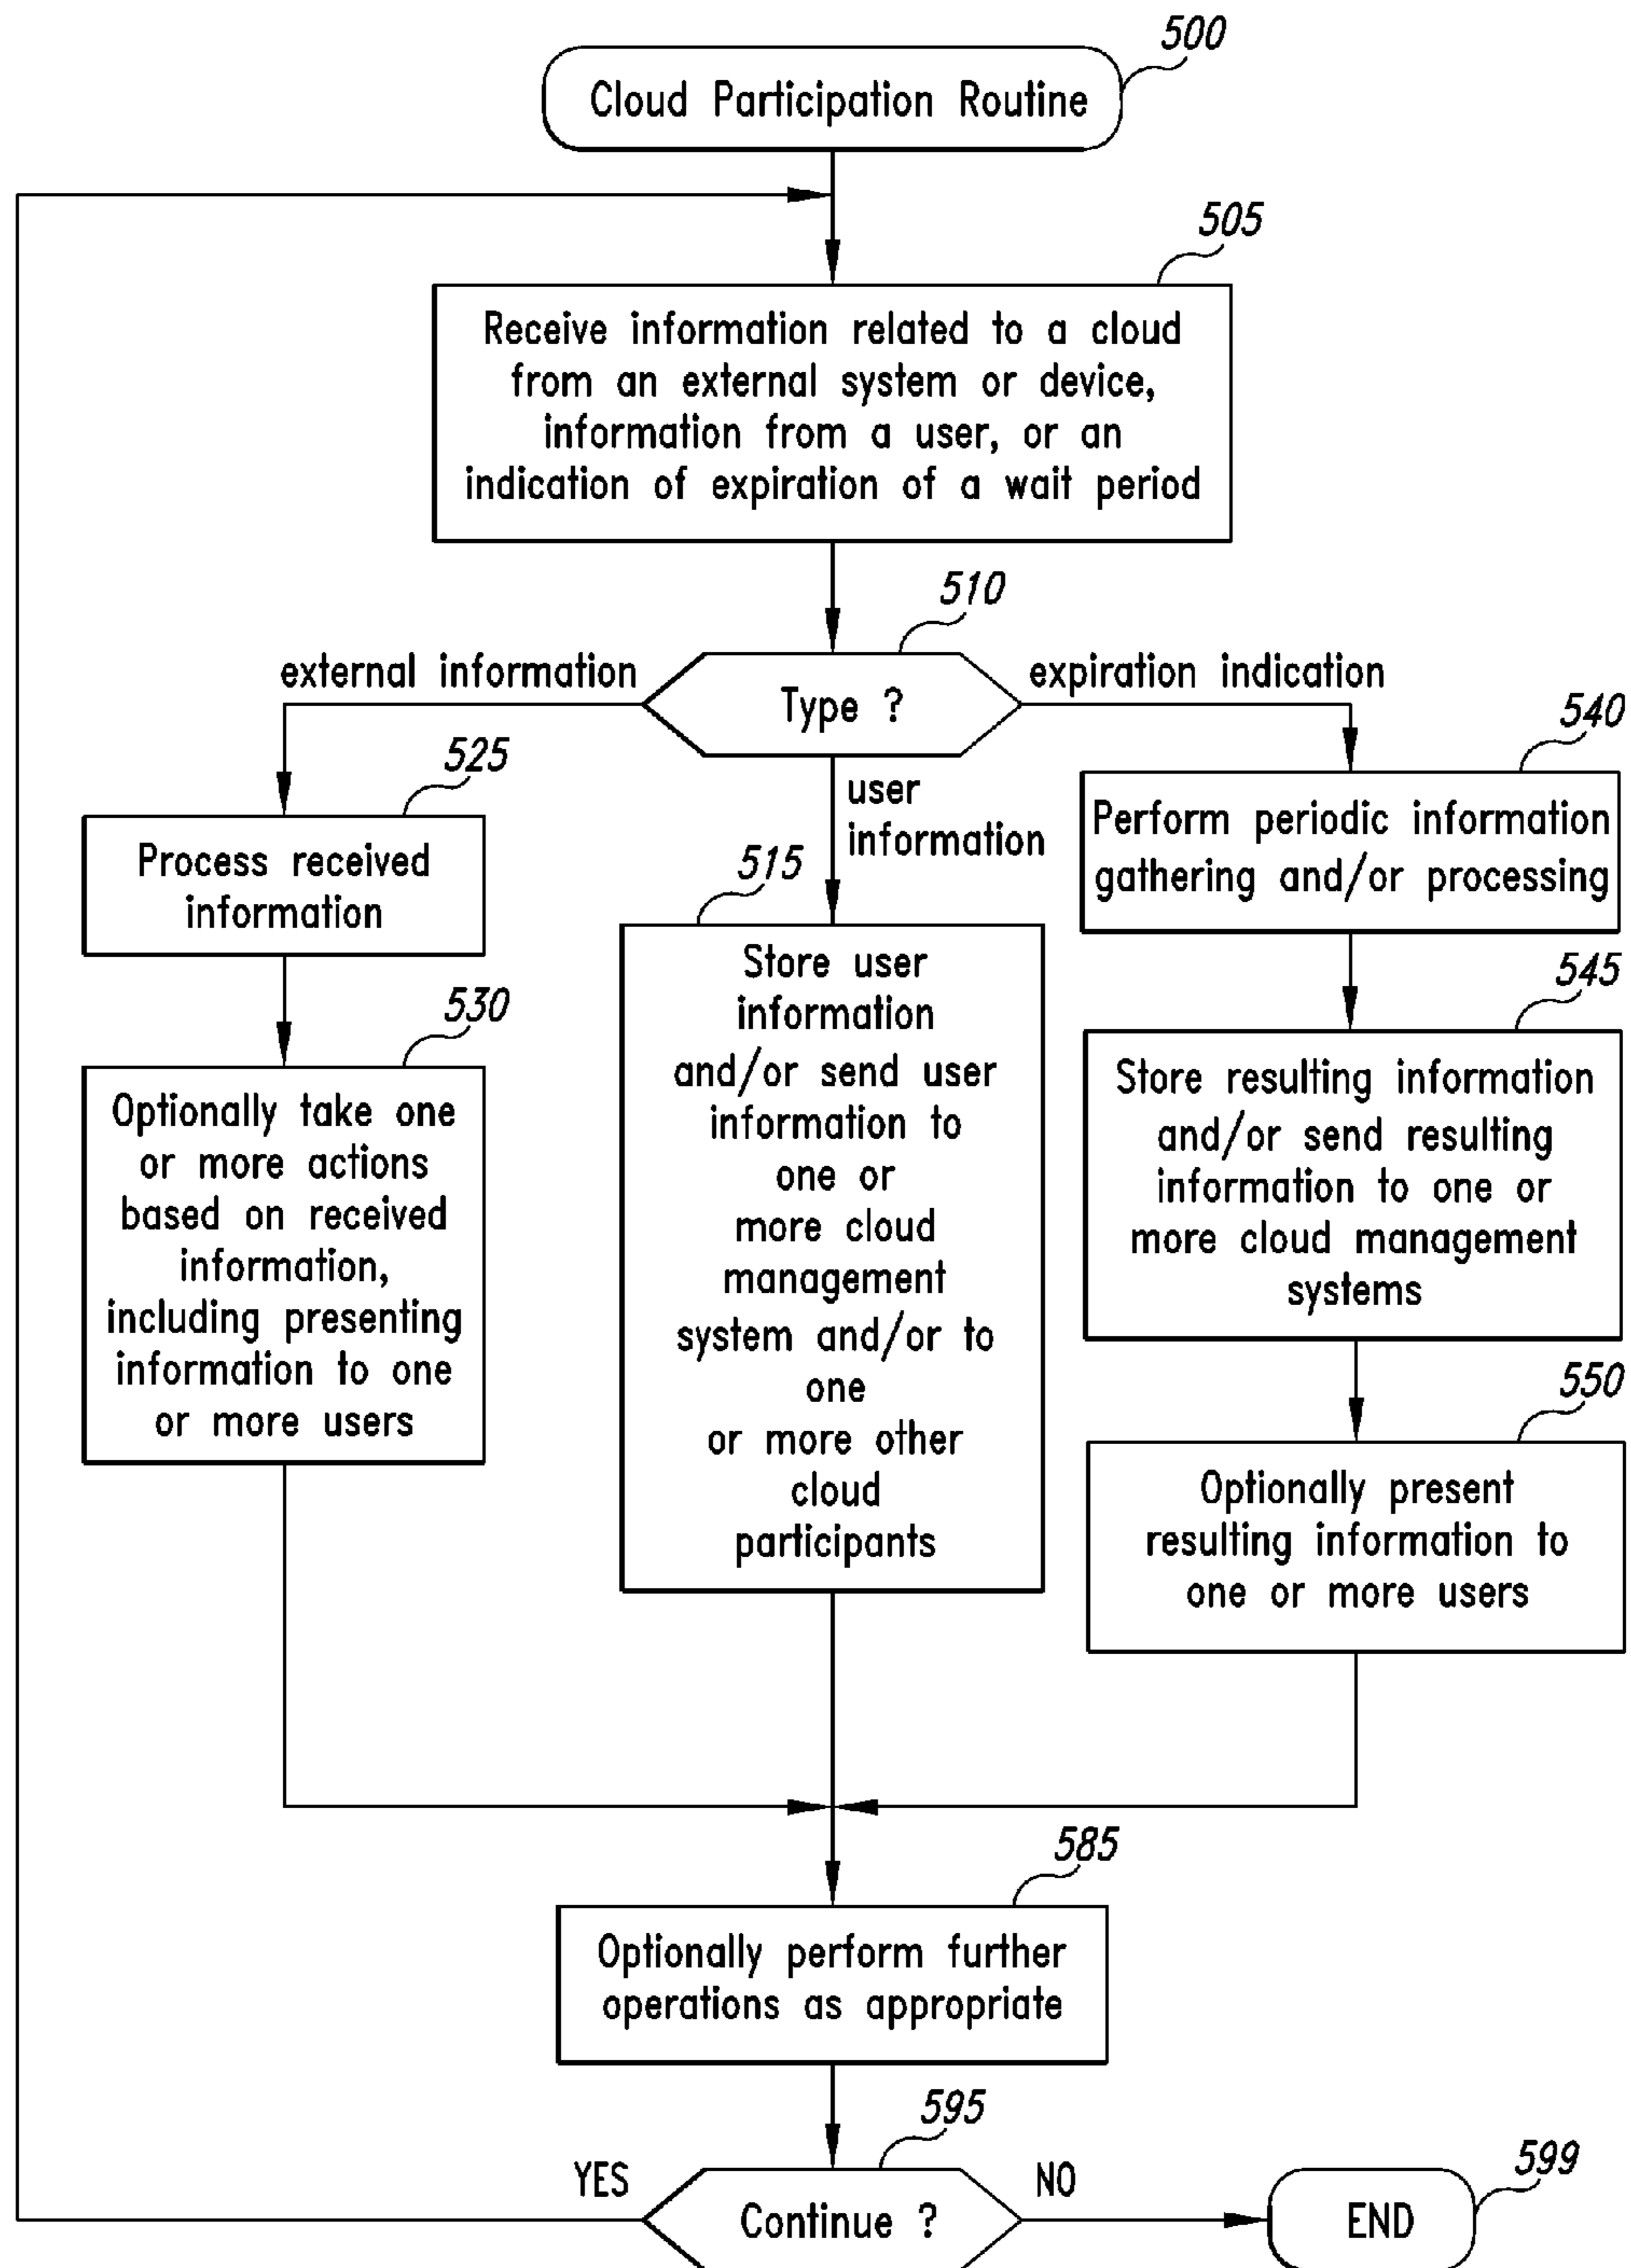 500
Cloud Participation Routine
505
Receive information related to a cloud
from an external system or device,
information from a user, or an
indication of expiration of a wait period
510
external information
Type ?
expiration indication
user
information
525
Process received
information
530
Optionally take one
or more actions
based on received
information,
including presenting
information to one
or more users
515
Store user
information
and/or send user
information to
one or
more cloud
management
system and/or to
one
or more other
cloud
participants
540
Perform periodic information
gathering and/or processing
545
Store resulting information
and/or send resulting
information to one or
more cloud management
systems
550
Optionally present
resulting information to
one or more users
585
Optionally perform further
operations as appropriate
595
YES
Continue ?
NO
599
END